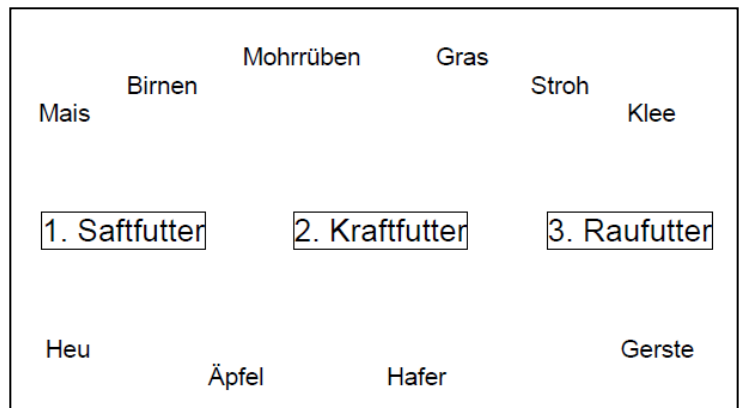 Mohrrüben Gras
Birnen Stroh
Mais Klee
1. Saftfutter 2. Kraftfutter 3. Raufutter
Heu Gerste
Äpfel Hafer